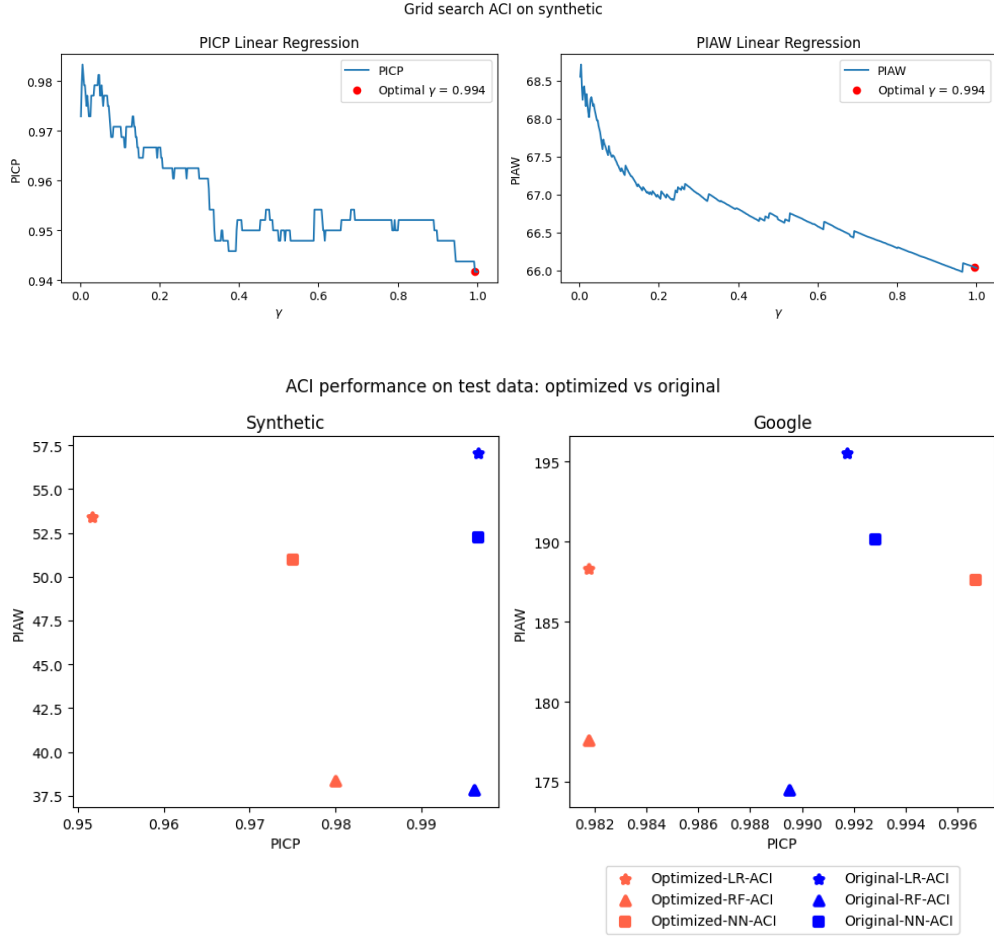 Grid search ACI on synthetic
PICP Linear Regression
PIAW Linear Regression
PICP
0.98
0.97
0.96
0.95
0.94
0.0 0.2 0.4 0.6 0.8 1.0
γ
PICP
Optimal γ = 0.994
PIAW
68.5
68.0
67.5
67.0
66.5
66.0
0.0 0.2 0.4 0.6 0.8 1.0
γ
PIAW
Optimal γ = 0.994
ACI performance on test data: optimized vs original
Synthetic
PIAW
57.5
55.0
52.5
50.0
47.5
45.0
42.5
40.0
37.5
0.95 0.96 0.97 0.98 0.99
PICP
Google
PIAW
195
190
185
180
175
0.982 0.984 0.986 0.988 0.990 0.992 0.994 0.996
PICP
Optimized-LR-ACI
Optimized-RF-ACI
Optimized-NN-ACI
Original-LR-ACI
Original-RF-ACI
Original-NN-ACI